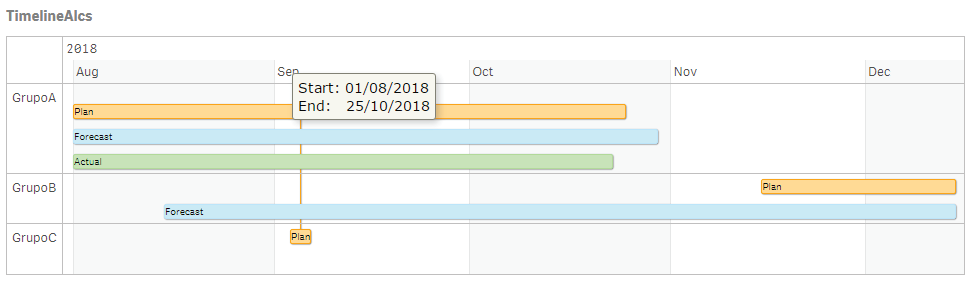 TimelineAlcs
2018
Aug Sep Oct Nov Dec
Start: 01/08/2018
End: 25/10/2018
GrupoA
Plan
Forecast
Actual
GrupoB
Plan
Forecast
GrupoC
Plan